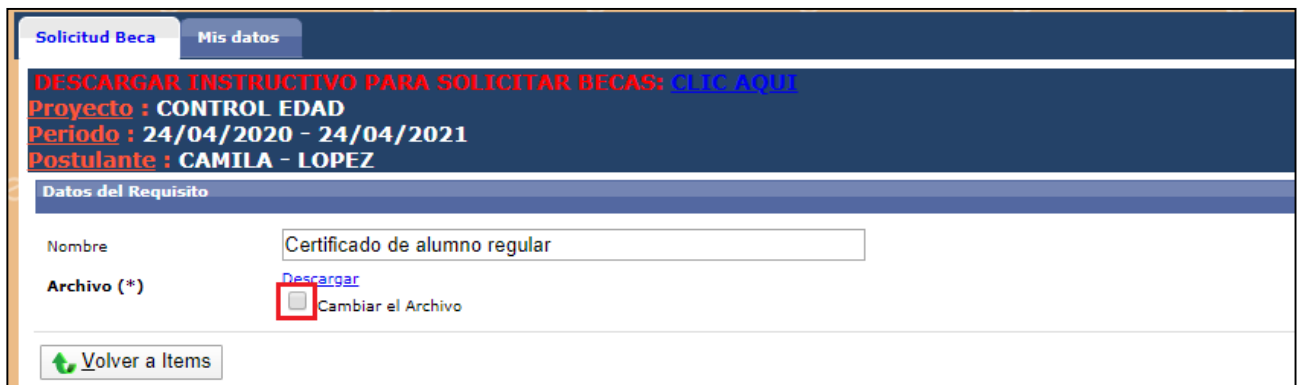 Solicitud Beca Mis datos
DESCARGAR INSTRUCTIVO PARA SOLICITAR BECAS: CLIC AQUI
Proyecto : CONTROL EDAD
Periodo : 24/04/2020 - 24/04/2021
Postulante : CAMILA - LOPEZ
Datos del Requisito
Nombre Certificado de alumno regular
Archivo (*) Descargar
Cambiar el Archivo
Volver a Items